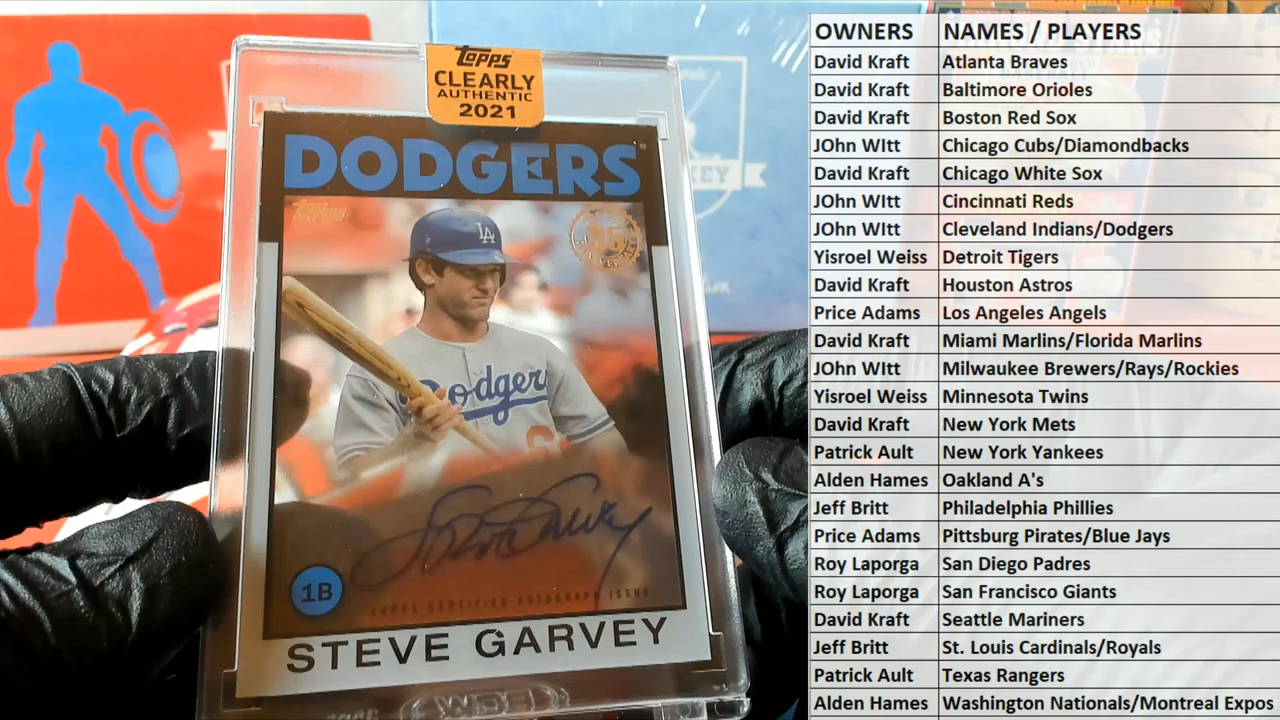 Topps
CLEARLY
AUTHENTIC
2021
DODGERS
Topps
35
LA
Dodgers
KEY
1B
TOPPS CERTIFIED AUTOGRAPH ISSUE
STEVE GARVEY
OWNERS NAMES / PLAYERS
David Kraft Atlanta Braves
David Kraft Baltimore Orioles
David Kraft Boston Red Sox
JOhn WItt Chicago Cubs/Diamondbacks
David Kraft Chicago White Sox
JOhn WItt Cincinnati Reds
JOhn WItt Cleveland Indians/Dodgers
Yisroel Weiss Detroit Tigers
David Kraft Houston Astros
Price Adams Los Angeles Angels
David Kraft Miami Marlins/Florida Marlins
JOhn WItt Milwaukee Brewers/Rays/Rockies
Yisroel Weiss Minnesota Twins
David Kraft New York Mets
Patrick Ault New York Yankees
Alden Hames Oakland A's
Jeff Britt Philadelphia Phillies
Price Adams Pittsburg Pirates/Blue Jays
Roy Laporga San Diego Padres
Roy Laporga San Francisco Giants
David Kraft Seattle Mariners
Jeff Britt St. Louis Cardinals/Royals
Patrick Ault Texas Rangers
Alden Hames Washington Nationals/Montreal Expos